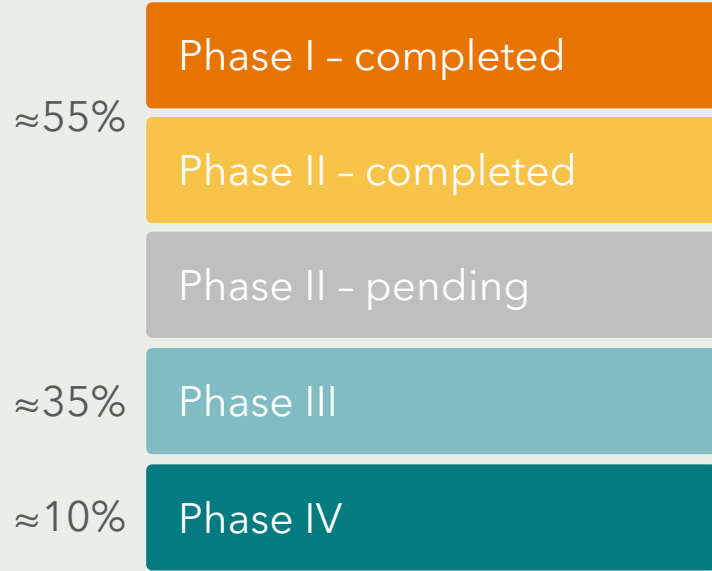 Phase I – completed
≈55%
Phase II – completed
Phase II – pending
≈35% Phase III
≈10% Phase IV